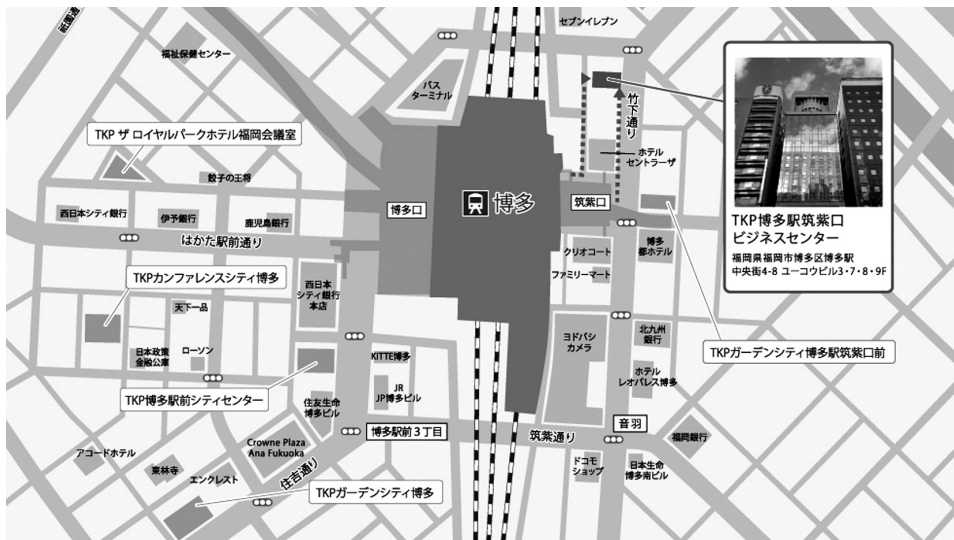 祇園通
セブンイレブン
福祉保健センター
バス
ターミナル
竹下通り
TKP ザ ロイヤルパークホテル福岡会議室
ホテル
セントラーザ
餃子の王将
西日本シティ銀行
伊予銀行
鹿児島銀行
博多口
博多
筑紫口
はかた駅前通り
TKP博多駅筑紫口
ビジネスセンター
福岡県福岡市博多区博多駅
中央街4-8 ユーコウビル3・7・8・9F
クリオコート
ファミリーマート
博多
都ホテル
TKPカンファレンスシティ博多
西日本
シティ銀行
本店
天下一品
日本政策
金融公庫
ローソン
KITTE博多
ヨドバシ
カメラ
北九州
銀行
TKPガーデンシティ博多駅筑紫口前
JR
JP博多ビル
ホテル
レオパレス博多
TKP博多駅前シティセンター
住友生命
博多ビル
博多駅前3丁目
筑紫通り
音羽
福岡銀行
アコードホテル
Crowne Plaza
Ana Fukuoka
東林寺
エンクレスト
住吉通り
ドコモ
ショップ
日本生命
博多南ビル
TKPガーデンシティ博多